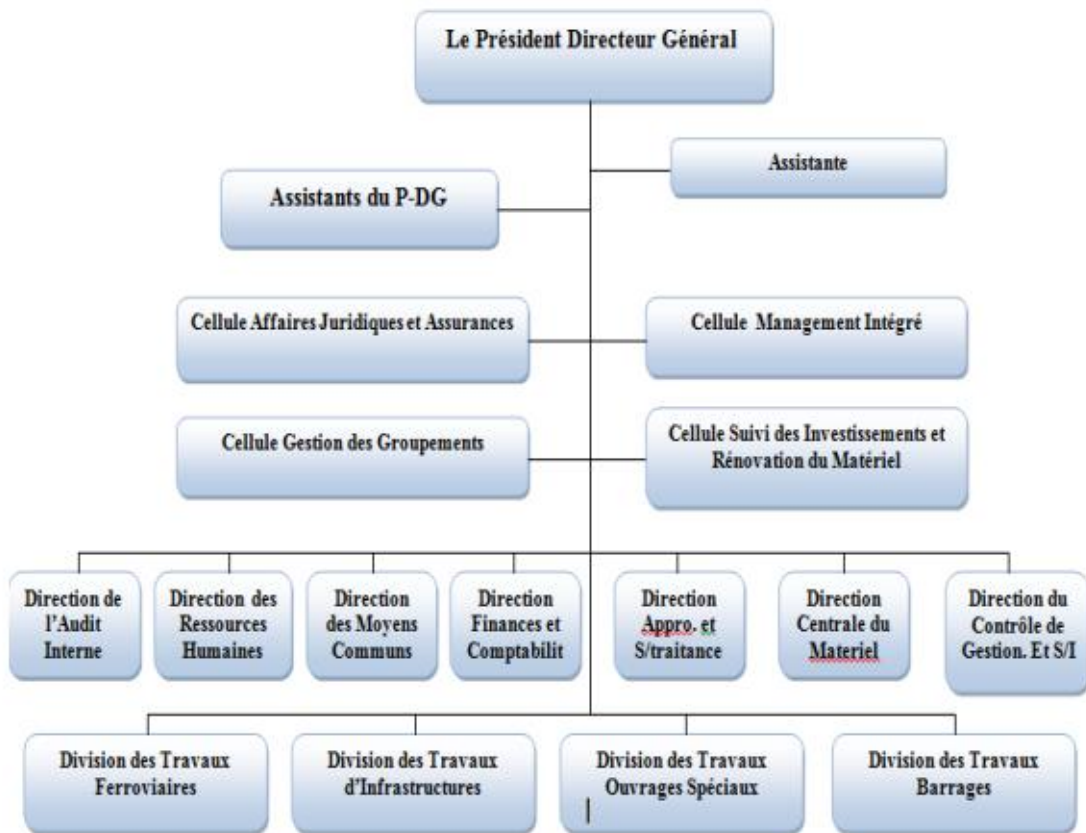 Le Président Directeur Général
Assistante
Assistants du P-DG
Cellule Affaires Juridiques et Assurances
Cellule Management Intégré
Cellule Gestion des Groupements
Cellule Suivi des Investissements et
Rénovation du Matériel
Direction de
l'Audit
Interne
Direction des
Ressources
Humaines
Direction
des Moyens
Communs
Direction
Finances et
Comptabilit
Direction
Appro. et
S/traitance
Direction
Centrale du
Materiel
Direction du
Contrôle de
Gestion. Et S/I
Division des Travaux
Ferroviaires
Division des Travaux
d'Infrastructures
Division des Travaux
Ouvrages Spéciaux
Division des Travaux
Barrages